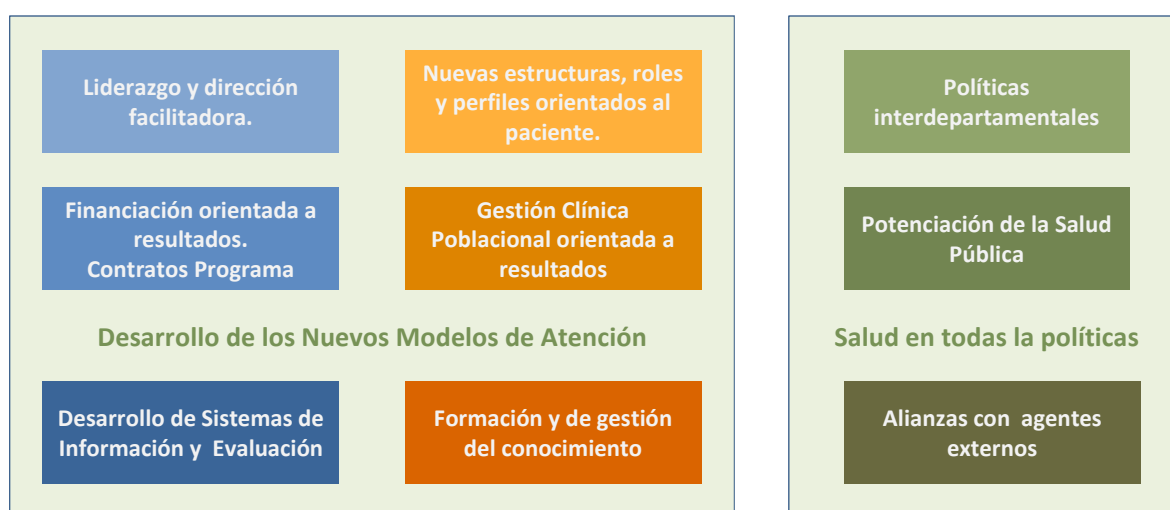 Liderazgo y dirección
facilitadora.
Nuevas estructuras, roles
y perfiles orientados al
paciente.
Financiación orientada a
resultados.
Contratos Programa
Gestión Clínica
Poblacional orientada a
resultados
Desarrollo de los Nuevos Modelos de Atención
Desarrollo de Sistemas de
Información y Evaluación
Formación y de gestión
del conocimiento
Políticas
interdepartamentales
Potenciación de la Salud
Pública
Salud en todas la políticas
Alianzas con agentes
externos